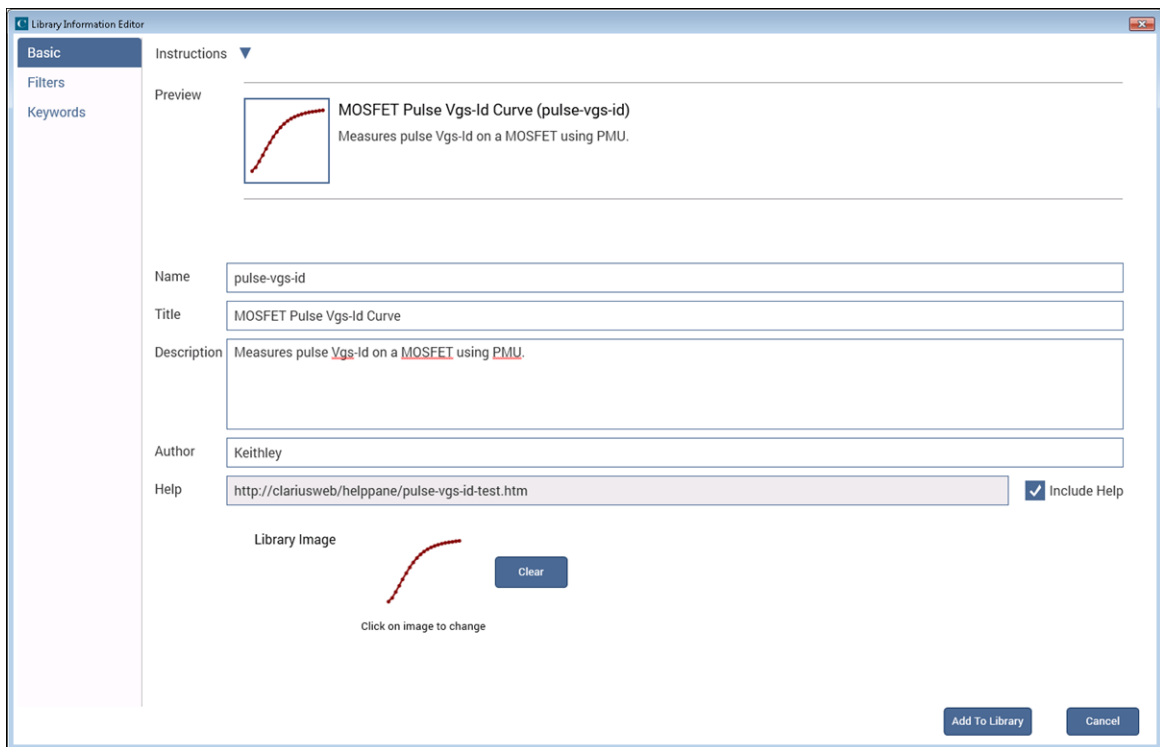 Library Information Editor
Basic
Filters
Keywords
Instructions
Preview
MOSFET Pulse Vgs-Id Curve (pulse-vgs-id)
Measures pulse Vgs-Id on a MOSFET using PMU.
Name
pulse-vgs-id
Title
MOSFET Pulse Vgs-Id Curve
Description
Measures pulse Vgs-Id on a MOSFET using PMU.
Author
Keithley
Help
http://clariusweb/helppane/pulse-vgs-id-test.htm
Include Help
Library Image
Clear
Click on image to change
Add To Library
Cancel